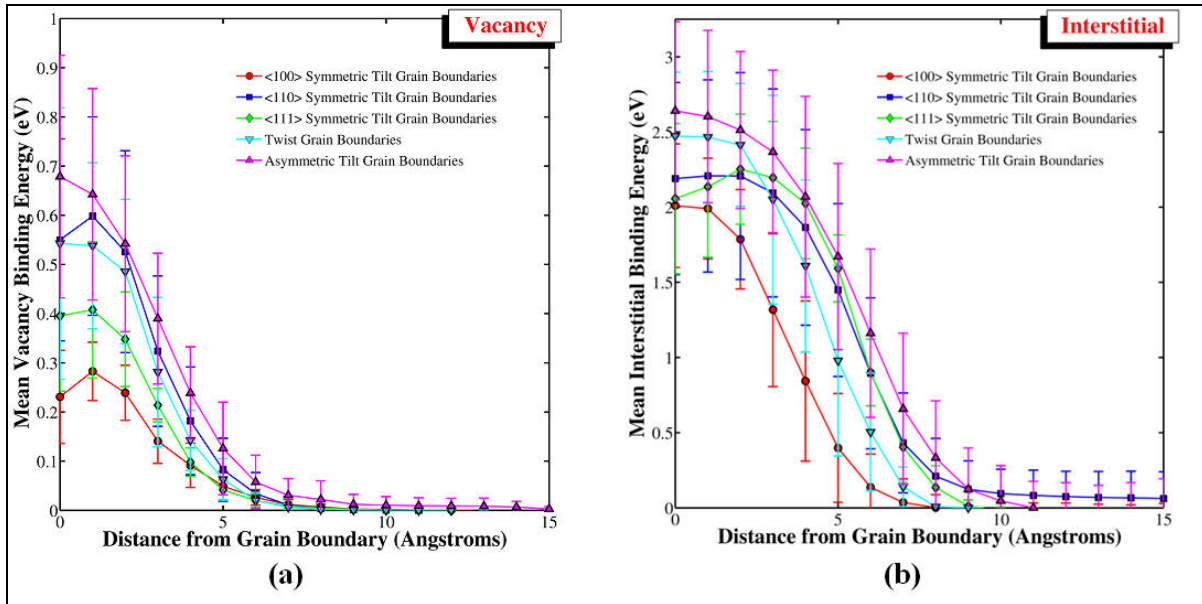 Vacancy
1
0.9
0.8
0.7
0.6
0.5
0.4
0.3
0.2
0.1
0
Mean Vacancy Binding Energy (eV)
<100> Symmetric Tilt Grain Boundaries
<110> Symmetric Tilt Grain Boundaries
<111> Symmetric Tilt Grain Boundaries
Twist Grain Boundaries
Asymmetric Tilt Grain Boundaries
0 5 10 15
Distance from Grain Boundary (Angstroms)
(a)
Interstitial
3
2.5
2
1.5
1
0.5
0
Mean Interstitial Binding Energy (eV)
<100> Symmetric Tilt Grain Boundaries
<110> Symmetric Tilt Grain Boundaries
<111> Symmetric Tilt Grain Boundaries
Twist Grain Boundaries
Asymmetric Tilt Grain Boundaries
0 5 10 15
Distance from Grain Boundary (Angstroms)
(b)